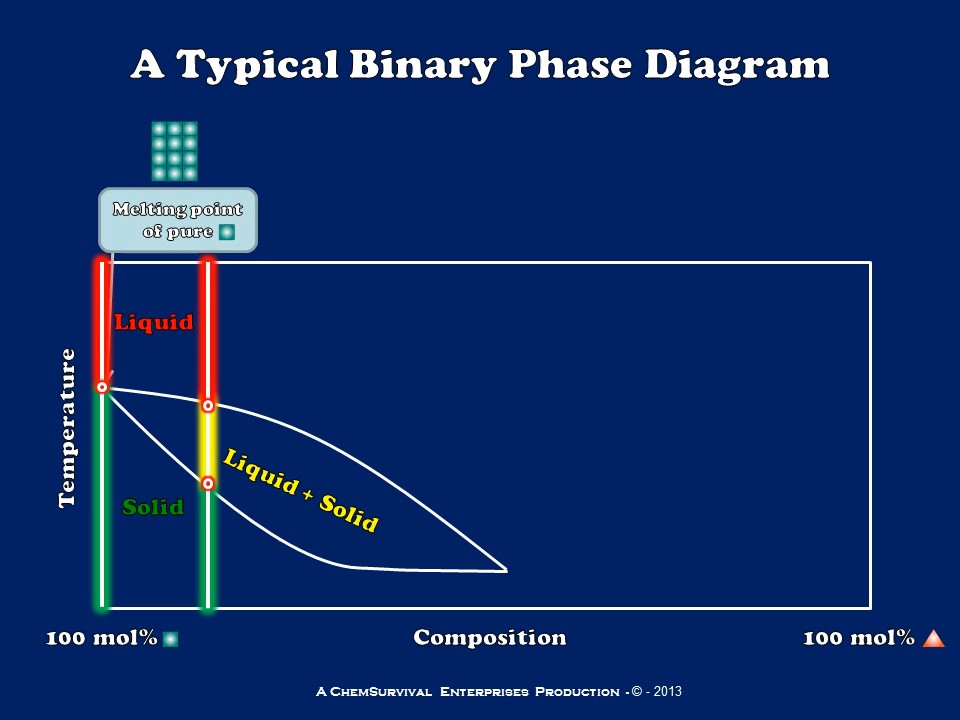 A Typical Binary Phase Diagram
Melting point
of pure
Liquid
Temperature
Liquid + Solid
Solid
100 mol%
Composition
100 mol%
A ChemSurvival Enterprises Production - © - 2013